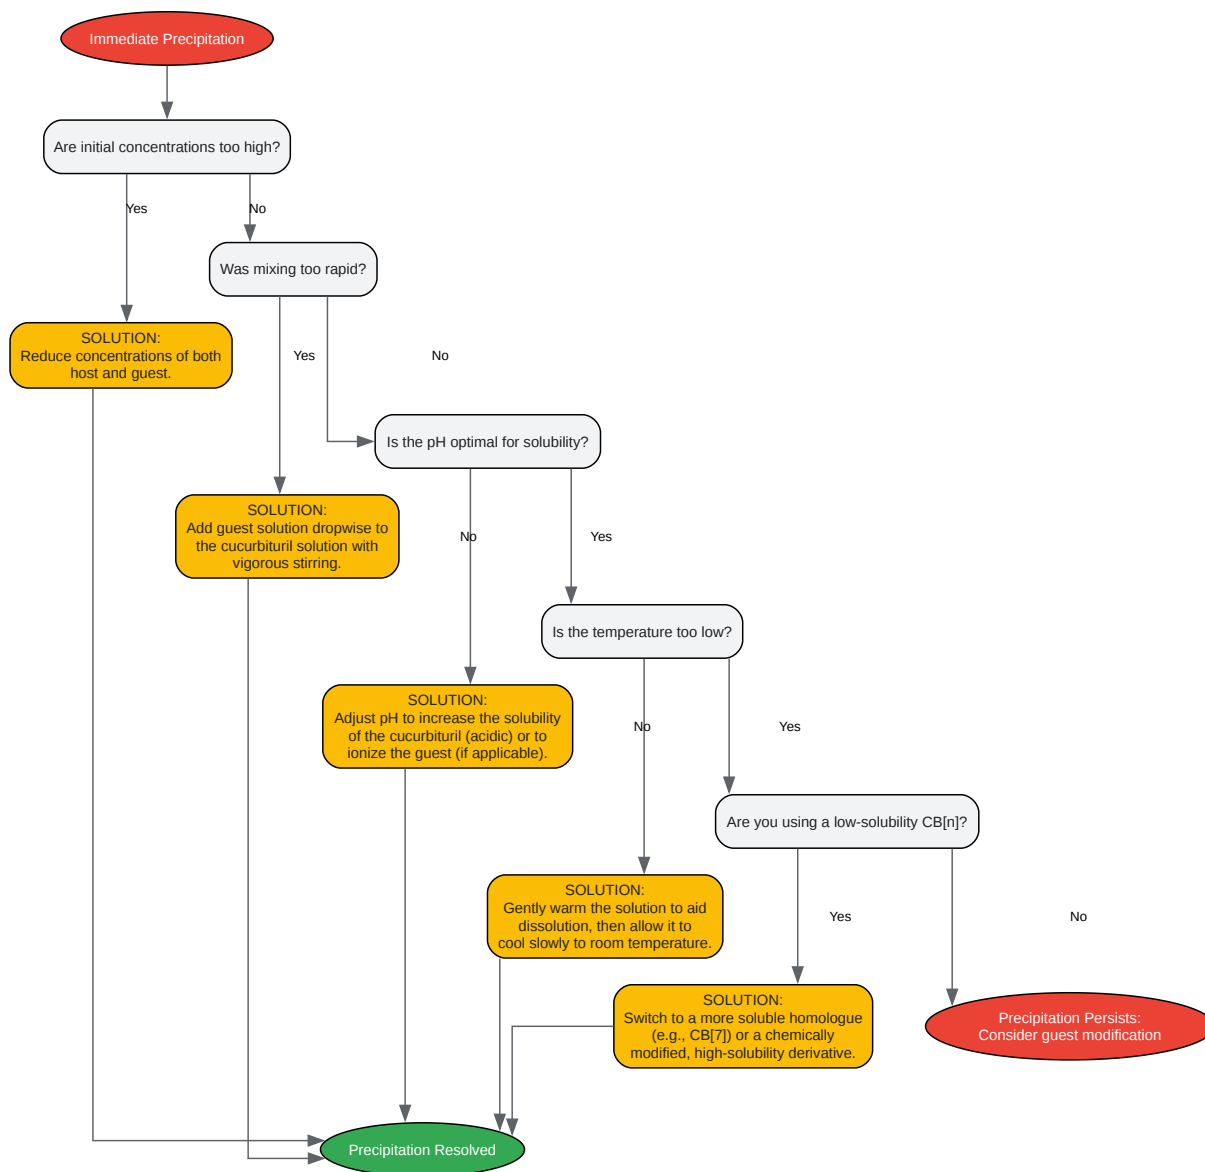 Immediate Precipitation
Are initial concentrations too high?
Yes
No
Was mixing too rapid?
SOLUTION:
Reduce concentrations of both
host and guest.
Yes
No
Is the pH optimal for solubility?
SOLUTION:
Add guest solution dropwise to
the cucurbituril solution with
vigorous stirring.
No
Yes
Is the temperature too low?
SOLUTION:
Adjust pH to increase the solubility
of the cucurbituril (acidic) or to
ionize the guest (if applicable).
No
Yes
Are you using a low-solubility CB[n]?
SOLUTION:
Gently warm the solution to aid
dissolution, then allow it to
cool slowly to room temperature.
Yes
No
SOLUTION:
Switch to a more soluble homologue
(e.g., CB[7]) or a chemically
modified, high-solubility derivative.
Precipitation Persists:
Consider guest modification
Precipitation Resolved